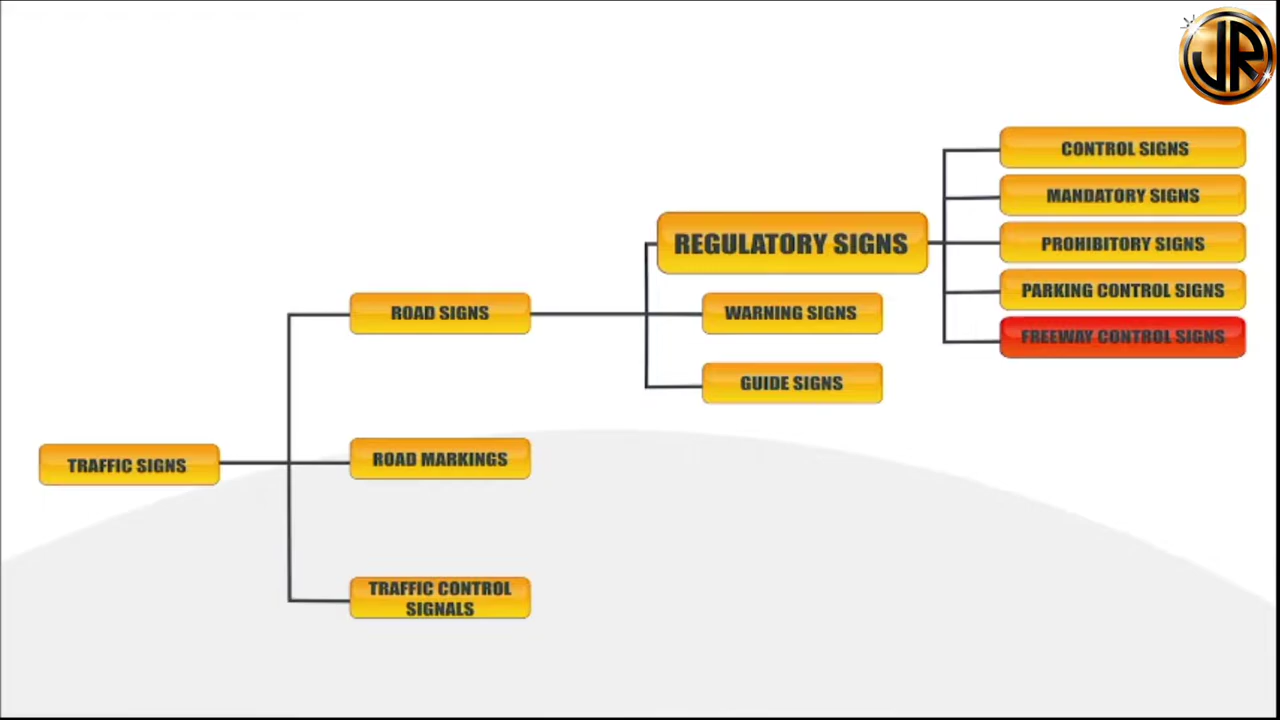 JR
CONTROL SIGNS
MANDATORY SIGNS
REGULATORY SIGNS
PROHIBITORY SIGNS
PARKING CONTROL SIGNS
ROAD SIGNS
WARNING SIGNS
FREEWAY CONTROL SIGNS
GUIDE SIGNS
TRAFFIC SIGNS
ROAD MARKINGS
TRAFFIC CONTROL
SIGNALS